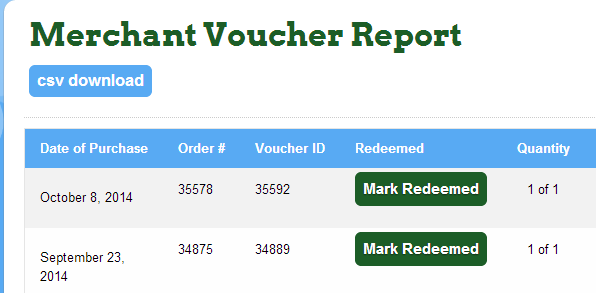 Merchant Voucher Report
csv download
Date of Purchase Order # Voucher ID Redeemed Quantity
October 8, 2014 35578 35592 Mark Redeemed 1 of 1
September 23, 34875 34889 Mark Redeemed 1 of 1
2014